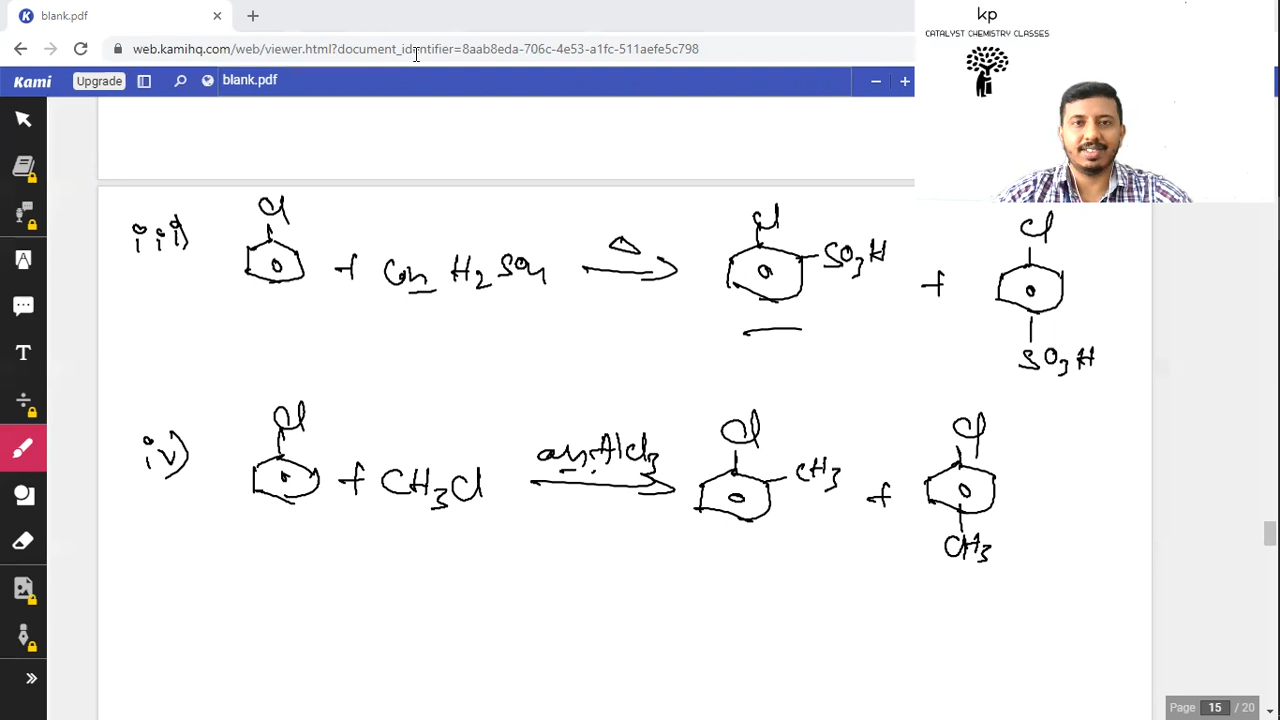 blank.pdf
web.kamihq.com/web/viewer.html?document_identifier=8aab8eda-706c-4e53-a1fc-511aefe5c798
kp
CATALYST CHEMISTRY CLASSES
Kami Upgrade blank.pdf
iii) Cl + Con H2SO4 Δ Cl SO3H + Cl SO3H
iv) Cl + CH3Cl anh. AlCl3 Cl CH3 + Cl CH3
Page 15 / 20